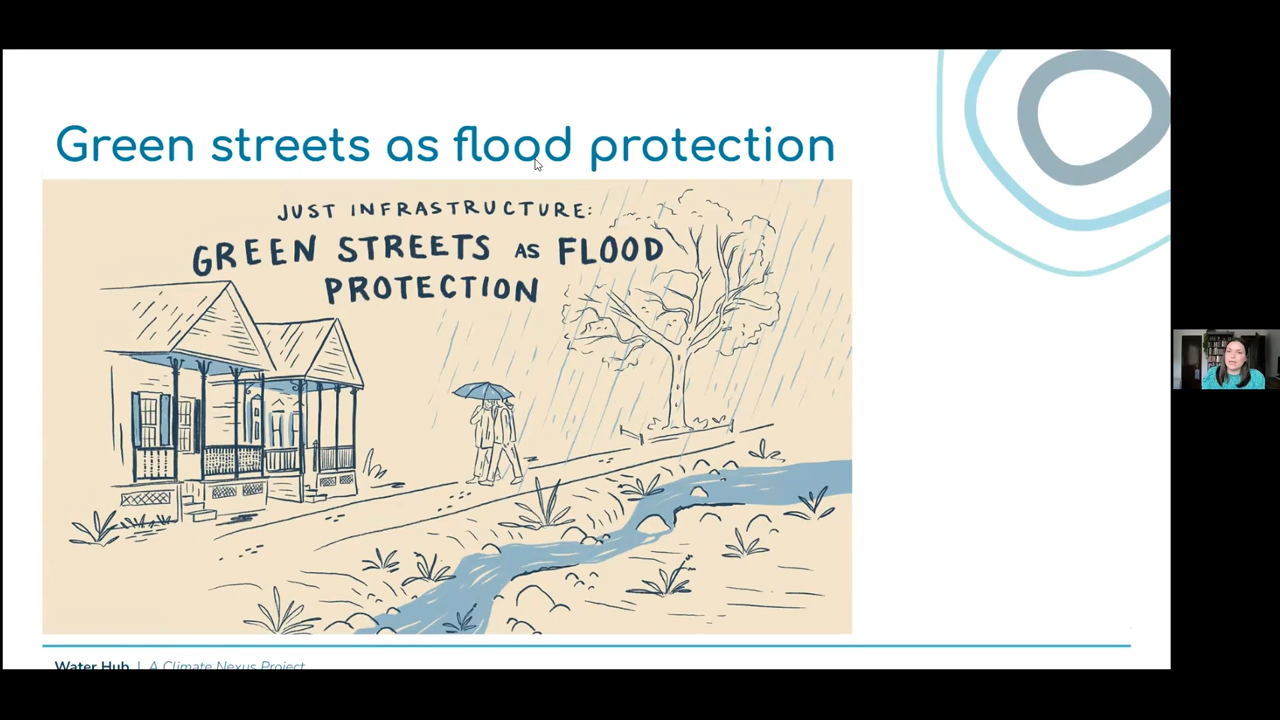 Green streets as flood protection
JUST INFRASTRUCTURE:
GREEN STREETS AS FLOOD
PROTECTION
Water Hub | A Climate Nexus Project